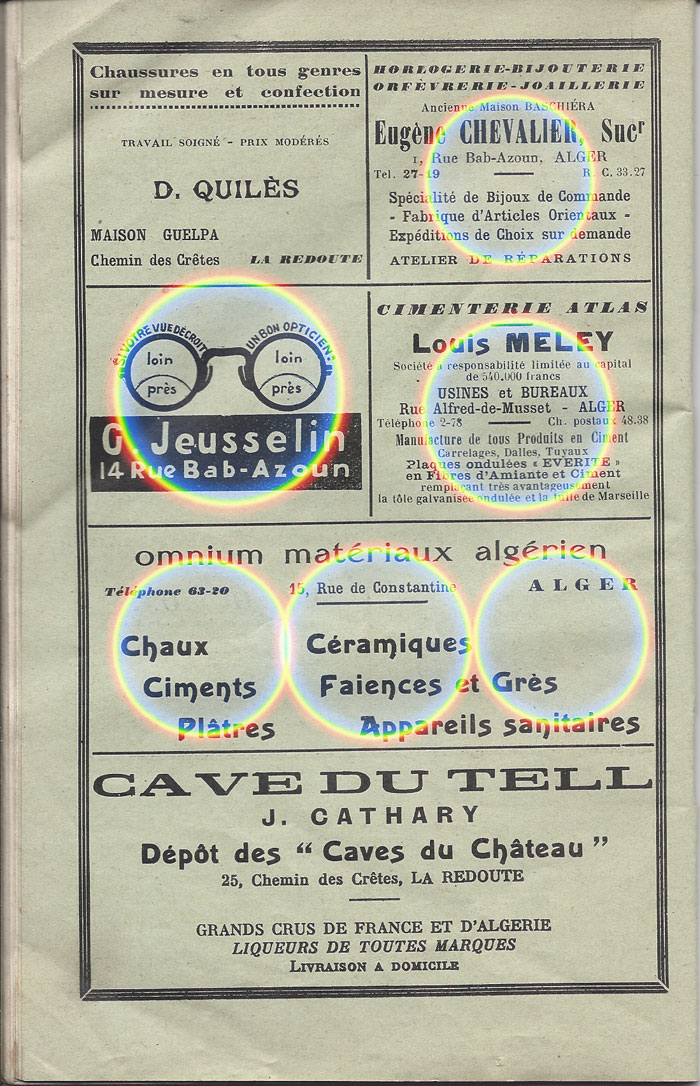 Chaussures en tous genres
sur mesure et confection
TRAVAIL SOIGNÉ - PRIX MODÉRÉS
D. QUILÈS
MAISON GUELPA
Chemin des Crêtes LA REDOUTE
HORLOGERIE-BIJOUTERIE
ORFÈVRERIE-JOAILLERIE
Ancienne Maison BASCHIÉRA
Eugène CHEVALIER, Sucr
1, Rue Bab-Azoun, ALGER
Tel. 27-19 R. C. 33.27
Spécialité de Bijoux de Commande
- Fabrique d'Articles Orientaux -
Expéditions de Choix sur demande
ATELIER DE RÉPARATIONS
"SI VOTRE VUE DÉCROIT
UN BON OPTICIEN"
loin loin
près près
G. Jeusselin
14 Rue Bab-Azoun
CIMENTERIE ATLAS
Louis MELEY
Société à responsabilité limitée au capital
de 540.000 francs
USINES et BUREAUX
Rue Alfred-de-Musset - ALGER
Téléphone 2-78 Ch. postaux 48.38
Manufacture de tous Produits en Ciment
Carrelages, Dalles, Tuyaux
Plaques ondulées « EVERITE »
en Fibres d'Amiante et Ciment
remplaçant très avantageusement
la tôle galvanisée ondulée et la tuile de Marseille
omnium matériaux algérien
Téléphone 63-20 15, Rue de Constantine ALGER
Chaux Céramiques
Ciments Faiences et Grès
Plâtres Appareils sanitaires
CAVE DU TELL
J. CATHARY
Dépôt des " Caves du Château "
25, Chemin des Crêtes, LA REDOUTE
GRANDS CRUS DE FRANCE ET D'ALGERIE
LIQUEURS DE TOUTES MARQUES
LIVRAISON A DOMICILE